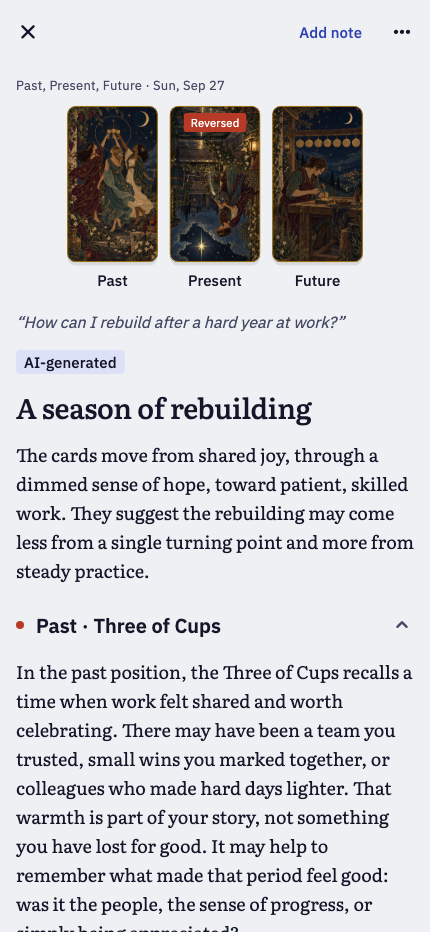 Add note
Past, Present, Future · Sun, Sep 27
Reversed
Past
Present
Future
“How can I rebuild after a hard year at work?”
AI-generated
A season of rebuilding
The cards move from shared joy, through a
dimmed sense of hope, toward patient, skilled
work. They suggest the rebuilding may come
less from a single turning point and more from
steady practice.
Past · Three of Cups
In the past position, the Three of Cups recalls a
time when work felt shared and worth
celebrating. There may have been a team you
trusted, small wins you marked together, or
colleagues who made hard days lighter. That
warmth is part of your story, not something
you have lost for good. It may help to
remember what made that period feel good:
was it the people, the sense of progress, or
simply being appreciated?